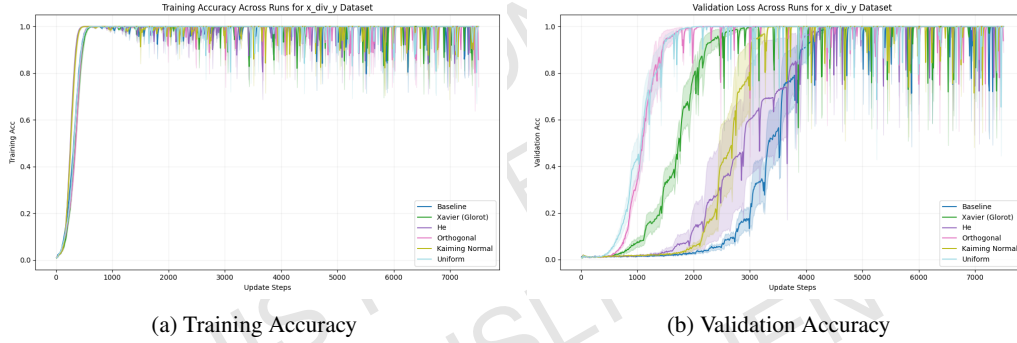 Training Accuracy Across Runs for x_div_y Dataset
1.0
0.8
0.6
0.4
0.2
0.0
Training Acc
0
1000
2000
3000
4000
5000
6000
7000
Update Steps
Baseline
Xavier (Glorot)
He
Orthogonal
Kaiming Normal
Uniform
(a) Training Accuracy
Validation Loss Across Runs for x_div_y Dataset
1.0
0.8
0.6
0.4
0.2
0.0
Validation Acc
0
1000
2000
3000
4000
5000
6000
7000
Update Steps
Baseline
Xavier (Glorot)
He
Orthogonal
Kaiming Normal
Uniform
(b) Validation Accuracy